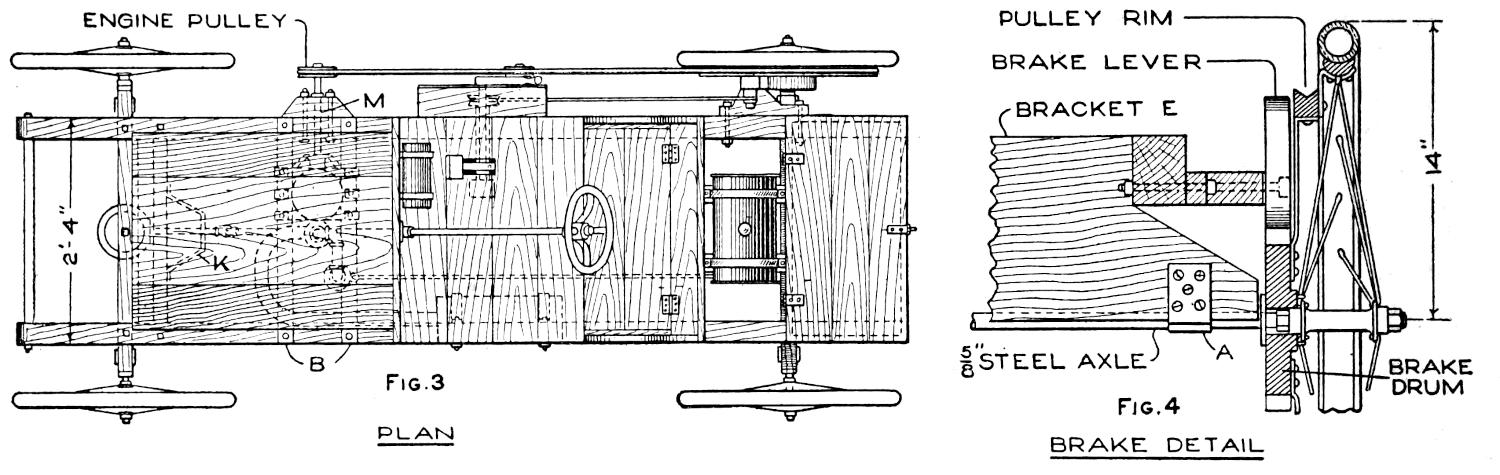 ENGINE PULLEY
M
2'-4"
K
B
FIG.3
PLAN
PULLEY RIM
BRAKE LEVER
BRACKET E
14"
5/8" STEEL AXLE
A
BRAKE
DRUM
FIG.4
BRAKE DETAIL